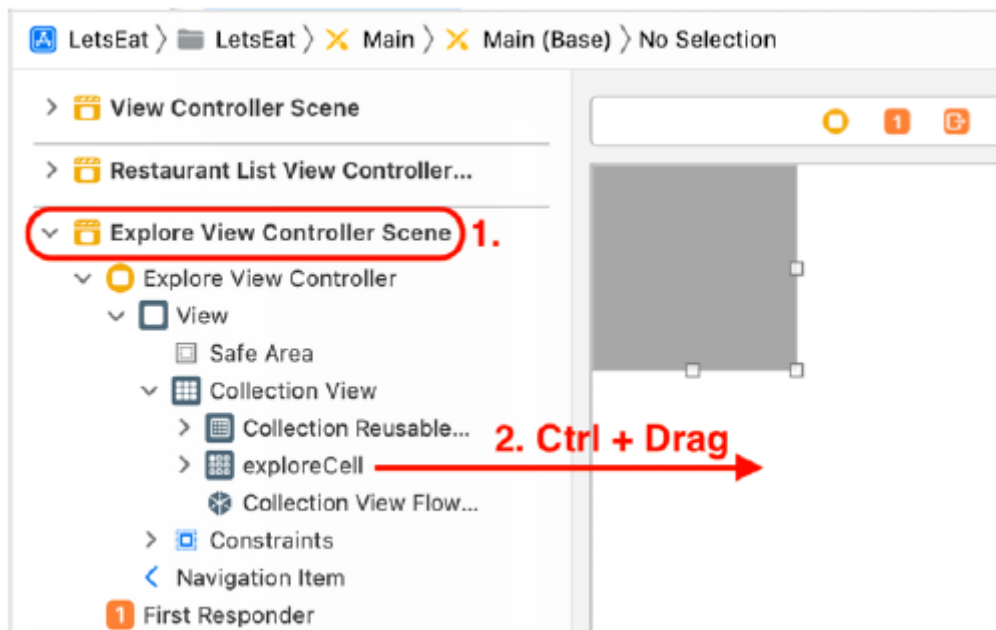 LetsEat 〉 LetsEat 〉 Main 〉 Main (Base) 〉 No Selection
View Controller Scene
1
Restaurant List View Controller...
Explore View Controller Scene 1.
Explore View Controller
View
Safe Area
Collection View
Collection Reusable...
2. Ctrl + Drag
exploreCell
Collection View Flow...
Constraints
Navigation Item
1 First Responder